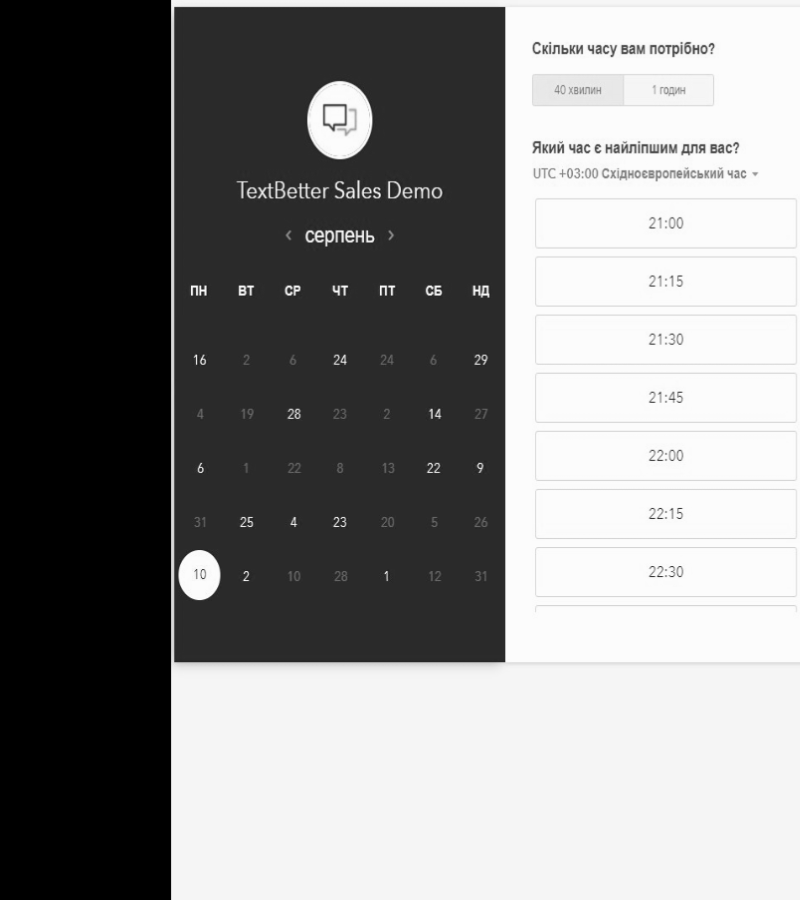 TextBetter Sales Demo
‹ серпень ›
ПН ВТ СР ЧТ ПТ СБ НД
16 2 6 24 24 6 29
4 19 28 23 2 14 27
6 1 22 8 13 22 9
31 25 4 23 20 5 26
10 2 10 28 1 12 31
Скільки часу вам потрібно?
40 хвилин 1 годин
Який час є найліпшим для вас?
UTC +03:00 Східноєвропейський час
21:00
21:15
21:30
21:45
22:00
22:15
22:30